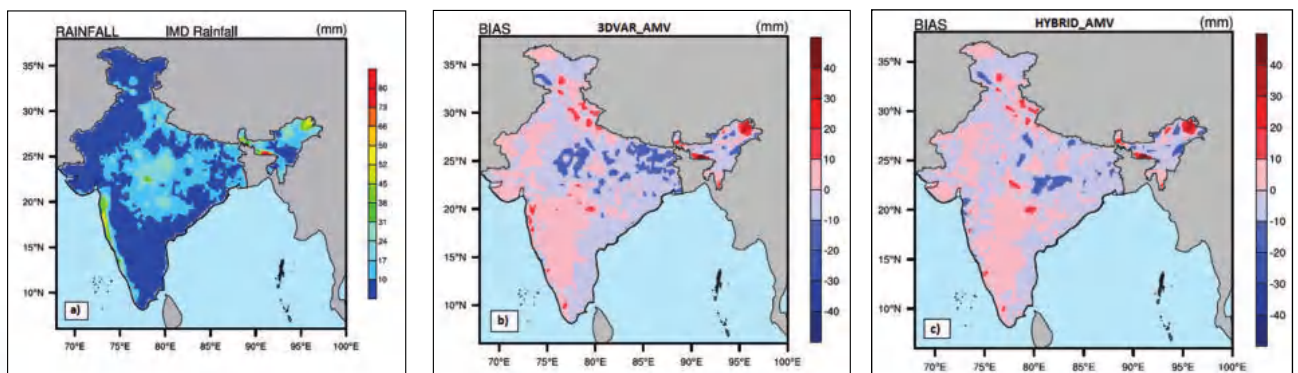 RAINFALL IMD Rainfall (mm)
35°N
30°N
25°N
20°N
15°N
10°N
70°E 75°E 80°E 85°E 90°E 95°E 100°E
80
73
66
59
52
45
38
31
24
17
10
a)
BIAS 3DVAR_AMV (mm)
35°N
30°N
25°N
20°N
15°N
10°N
70°E 75°E 80°E 85°E 90°E 95°E 100°E
40
30
20
10
0
-10
-20
-30
-40
b)
BIAS HYBRID_AMV (mm)
35°N
30°N
25°N
20°N
15°N
10°N
70°E 75°E 80°E 85°E 90°E 95°E 100°E
40
30
20
10
0
-10
-20
-30
-40
c)